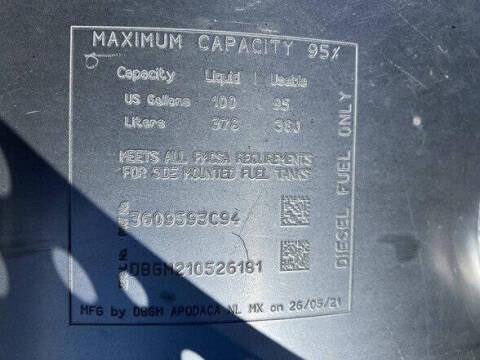 MAXIMUM CAPACITY 95%
Capacity Liquid Usable
US Gallons 100 95
Liters 378 360
MEETS ALL FMCSA REQUIREMENTS
FOR SIDE MOUNTED FUEL TANKS
3609593C94
DBGM210526181
MFG by DBGM APODACA NL MX on 26/05/21
DIESEL FUEL ONLY